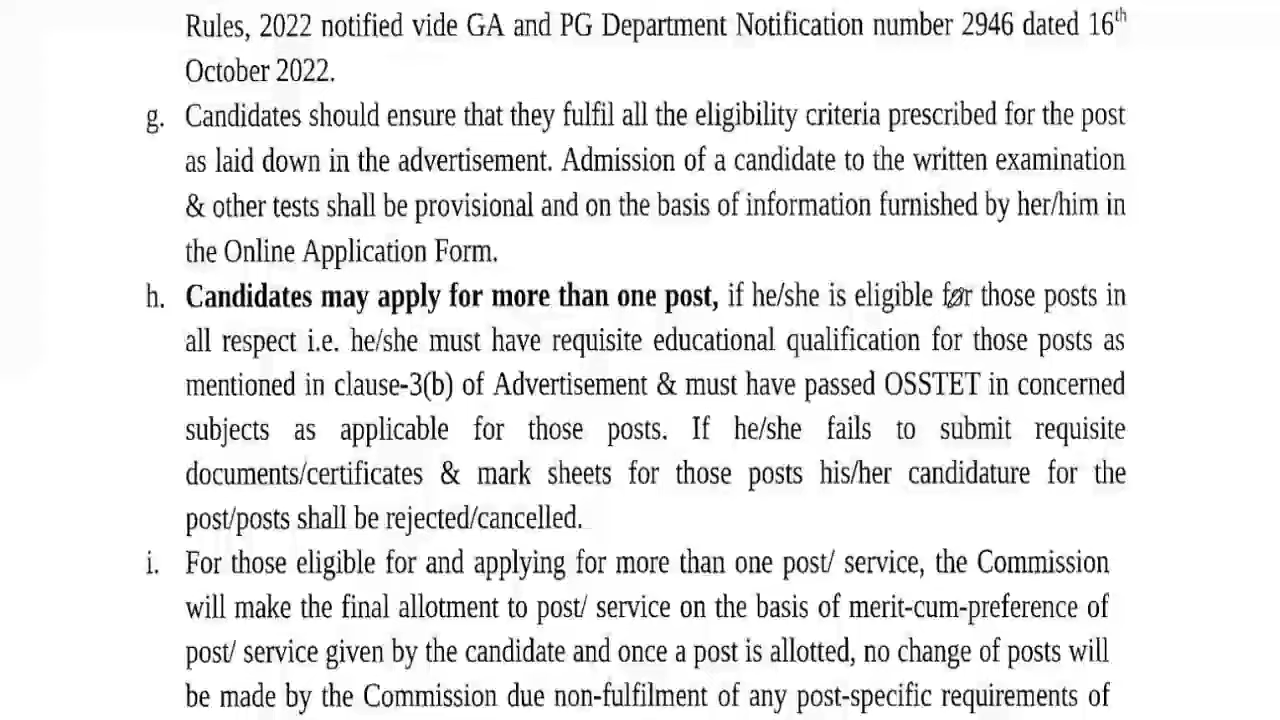 Rules, 2022 notified vide GA and PG Department Notification number 2946 dated 16th
October 2022.
g. Candidates should ensure that they fulfil all the eligibility criteria prescribed for the post
as laid down in the advertisement. Admission of a candidate to the written examination
& other tests shall be provisional and on the basis of information furnished by her/him in
the Online Application Form.
h. Candidates may apply for more than one post, if he/she is eligible for those posts in
all respect i.e. he/she must have requisite educational qualification for those posts as
mentioned in clause-3(b) of Advertisement & must have passed OSSTET in concerned
subjects as applicable for those posts. If he/she fails to submit requisite
documents/certificates & mark sheets for those posts his/her candidature for the
post/posts shall be rejected/cancelled.
i. For those eligible for and applying for more than one post/ service, the Commission
will make the final allotment to post/ service on the basis of merit-cum-preference of
post/ service given by the candidate and once a post is allotted, no change of posts will
be made by the Commission due non-fulfilment of any post-specific requirements of